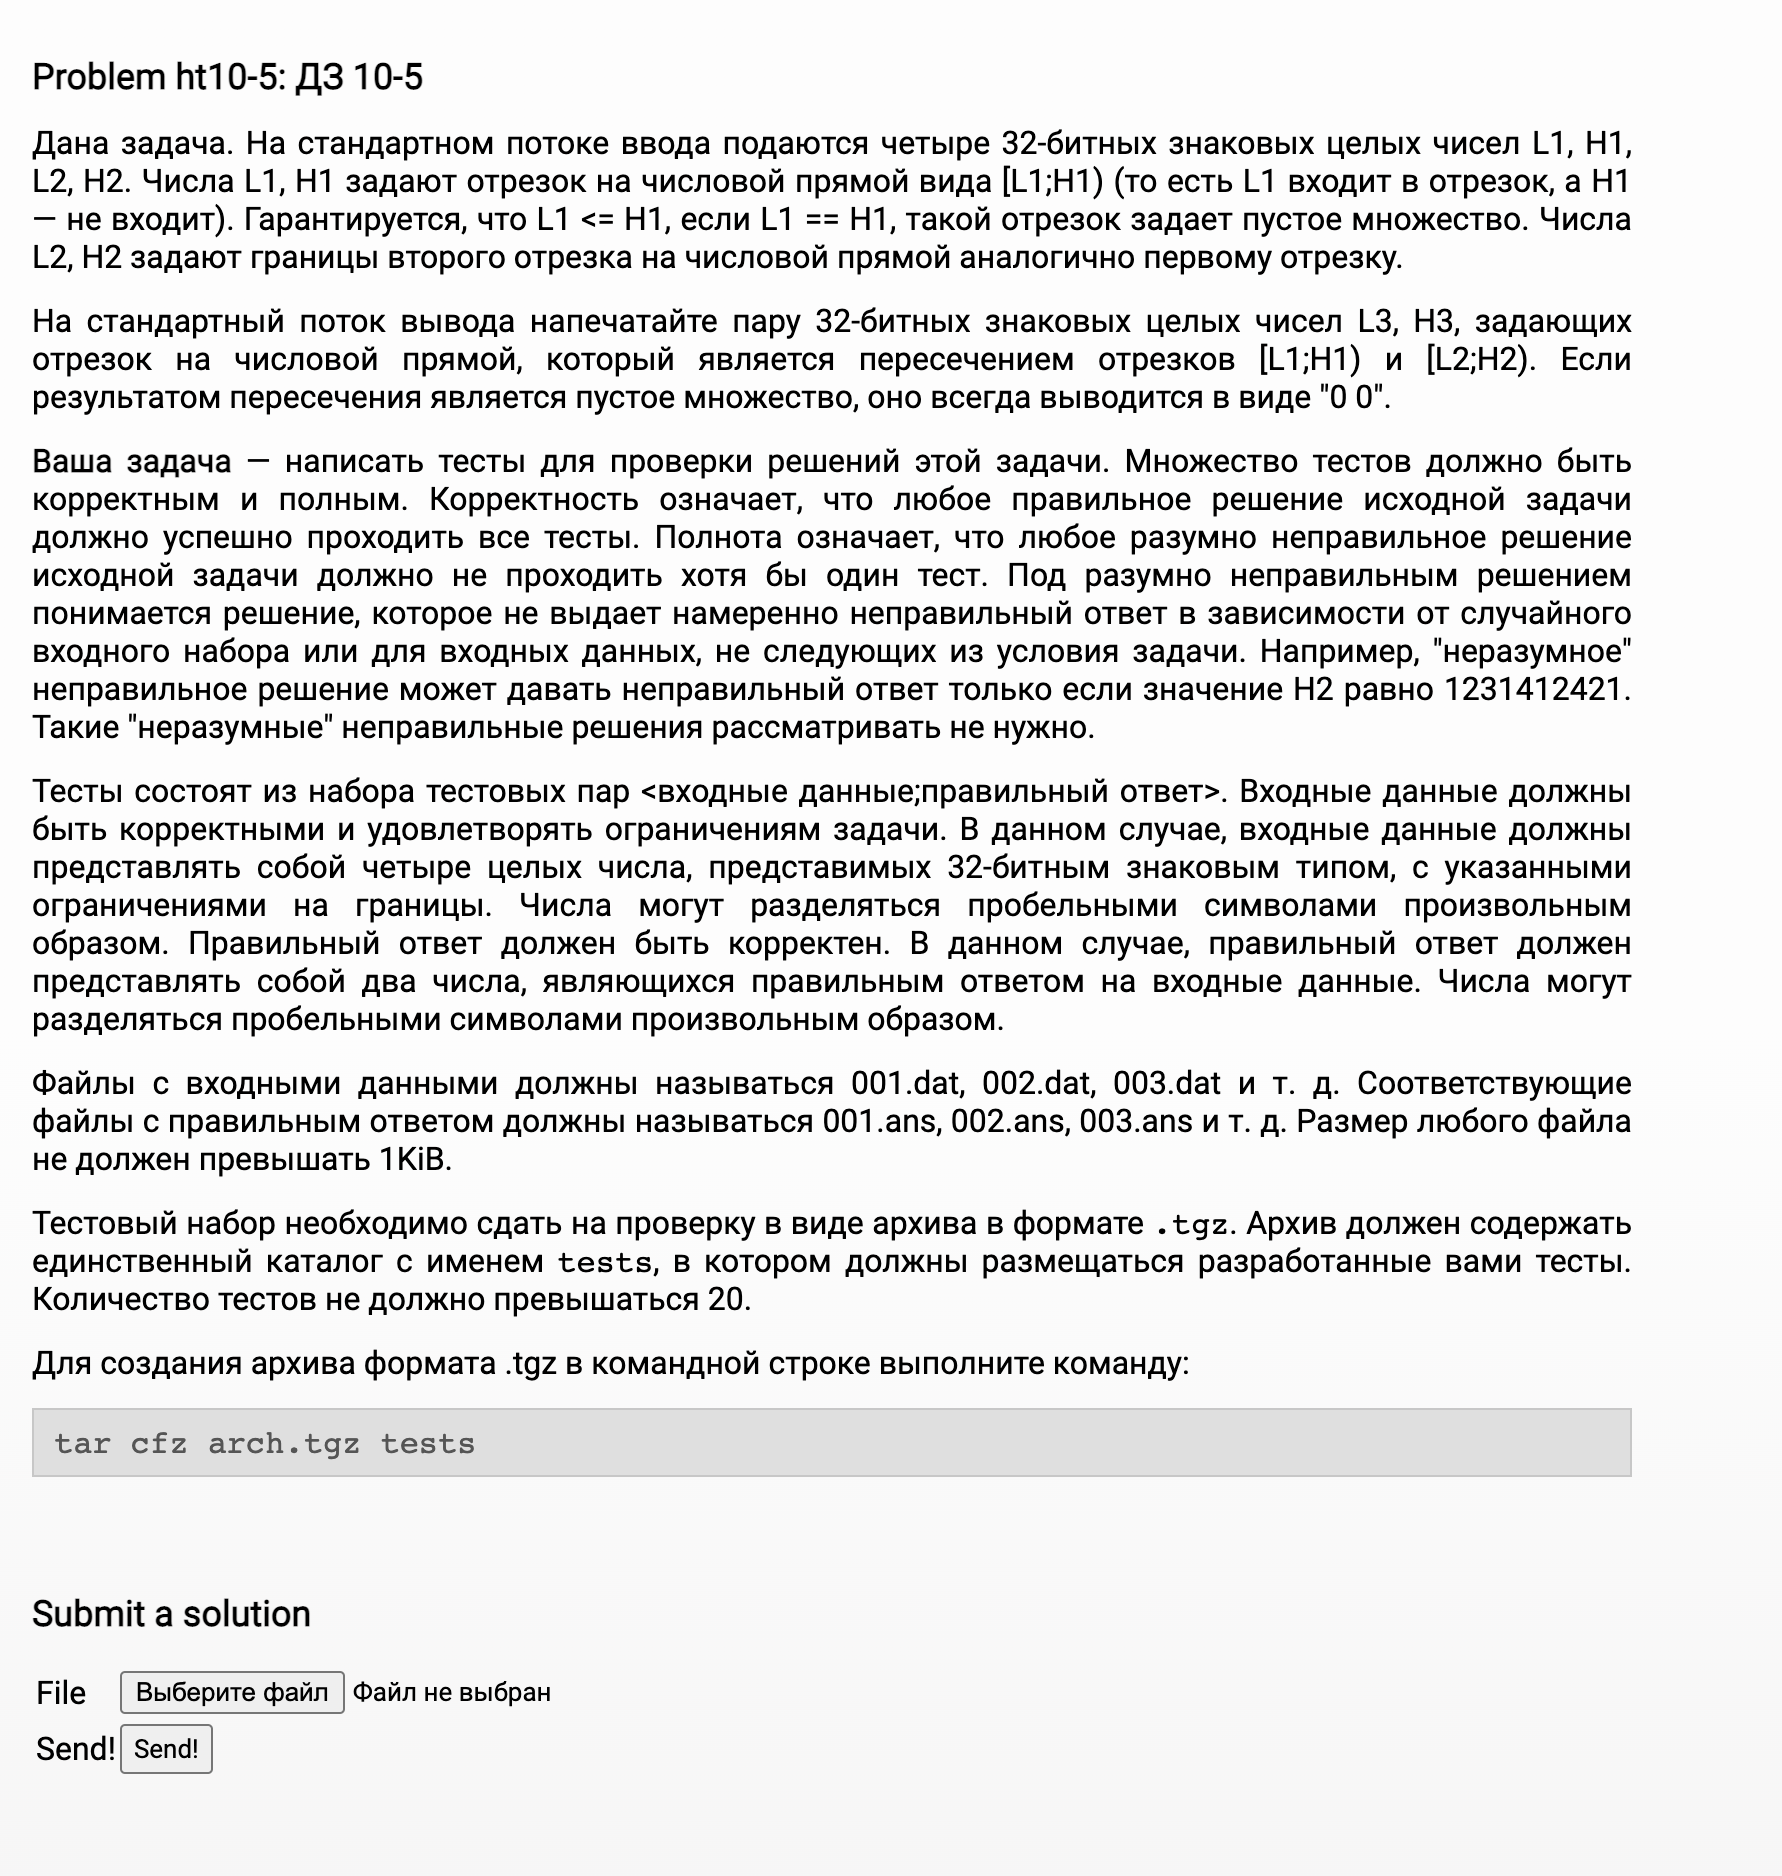 Problem ht10-5: ДЗ 10-5
Дана задача. На стандартном потоке ввода подаются четыре 32-битных знаковых целых чисел L1, H1,
L2, H2. Числа L1, H1 задают отрезок на числовой прямой вида [L1;H1) (то есть L1 входит в отрезок, а H1
— не входит). Гарантируется, что L1 <= H1, если L1 == H1, такой отрезок задает пустое множество. Числа
L2, H2 задают границы второго отрезка на числовой прямой аналогично первому отрезку.
На стандартный поток вывода напечатайте пару 32-битных знаковых целых чисел L3, H3, задающих
отрезок на числовой прямой, который является пересечением отрезков [L1;H1) и [L2;H2). Если
результатом пересечения является пустое множество, оно всегда выводится в виде "0 0".
Ваша задача — написать тесты для проверки решений этой задачи. Множество тестов должно быть
корректным и полным. Корректность означает, что любое правильное решение исходной задачи
должно успешно проходить все тесты. Полнота означает, что любое разумно неправильное решение
исходной задачи должно не проходить хотя бы один тест. Под разумно неправильным решением
понимается решение, которое не выдает намеренно неправильный ответ в зависимости от случайного
входного набора или для входных данных, не следующих из условия задачи. Например, "неразумное"
неправильное решение может давать неправильный ответ только если значение H2 равно 1231412421.
Такие "неразумные" неправильные решения рассматривать не нужно.
Тесты состоят из набора тестовых пар <входные данные;правильный ответ>. Входные данные должны
быть корректными и удовлетворять ограничениям задачи. В данном случае, входные данные должны
представлять собой четыре целых числа, представимых 32-битным знаковым типом, с указанными
ограничениями на границы. Числа могут разделяться пробельными символами произвольным
образом. Правильный ответ должен быть корректен. В данном случае, правильный ответ должен
представлять собой два числа, являющихся правильным ответом на входные данные. Числа могут
разделяться пробельными символами произвольным образом.
Файлы с входными данными должны называться 001.dat, 002.dat, 003.dat и т. д. Соответствующие
файлы с правильным ответом должны называться 001.ans, 002.ans, 003.ans и т. д. Размер любого файла
не должен превышать 1KiB.
Тестовый набор необходимо сдать на проверку в виде архива в формате .tgz. Архив должен содержать
единственный каталог с именем tests, в котором должны размещаться разработанные вами тесты.
Количество тестов не должно превышаться 20.
Для создания архива формата .tgz в командной строке выполните команду:
tar cfz arch.tgz tests
Submit a solution
File Выберите файл Файл не выбран
Send! Send!